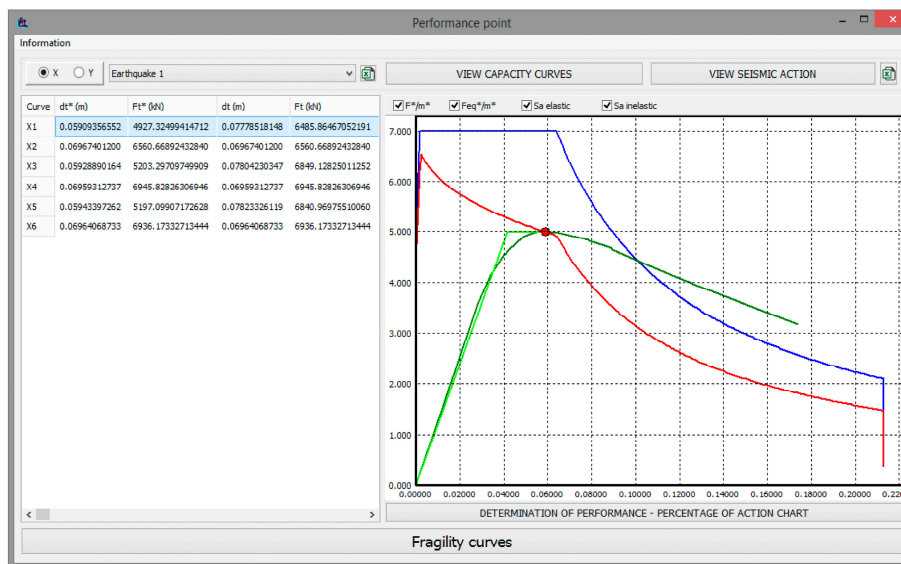 Performance point
Information
X Y Earthquake 1 VIEW CAPACITY CURVES VIEW SEISMIC ACTION
Curve dt* (m) Ft* (kN) dt (m) Ft (kN)
X1 0.05909356552 4927.32499414712 0.07778518148 6485.86467052191
X2 0.06967401200 6560.66892432840 0.06967401200 6560.66892432840
X3 0.05928890164 5203.29709749909 0.07804230347 6849.12825011252
X4 0.06959312737 6945.82826306946 0.06959312737 6945.82826306946
X5 0.05943397262 5197.09907172628 0.07823326119 6840.96975510060
X6 0.06964068733 6936.17332713444 0.06964068733 6936.17332713444
F*/m* Feq*/m* Sa elastic Sa inelastic
7.000
6.000
5.000
4.000
3.000
2.000
1.000
0.000
0.00000 0.02000 0.04000 0.06000 0.08000 0.10000 0.12000 0.14000 0.16000 0.18000 0.20000 0.220
DETERMINATION OF PERFORMANCE - PERCENTAGE OF ACTION CHART
Fragility curves